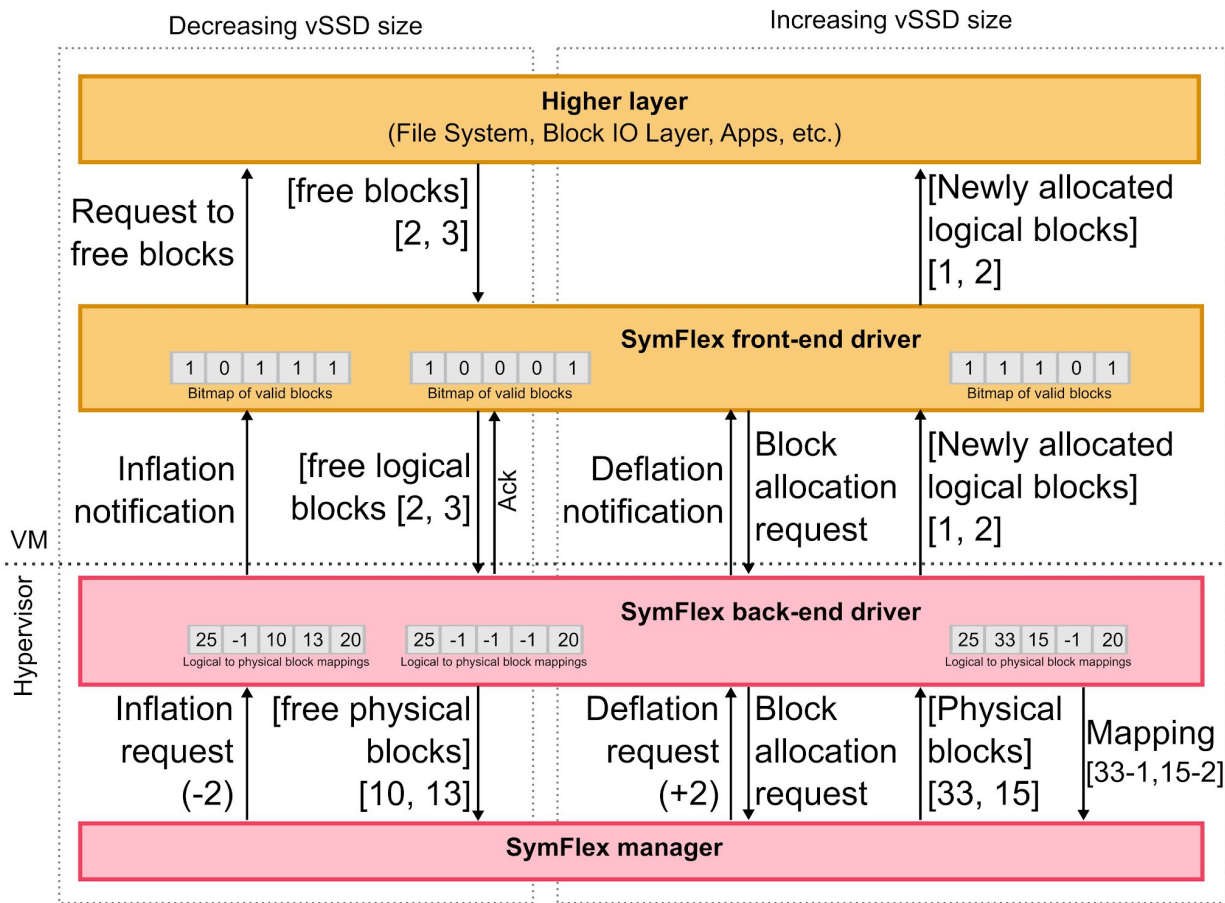 Decreasing vSSD size
Increasing vSSD size
Higher layer
(File System, Block IO Layer, Apps, etc.)
Request to
free blocks
[free blocks]
[2, 3]
[Newly allocated
logical blocks]
[1, 2]
SymFlex front-end driver
1 0 1 1 1
Bitmap of valid blocks
1 0 0 0 1
Bitmap of valid blocks
1 1 1 0 1
Bitmap of valid blocks
Inflation
notification
[free logical
blocks [2, 3]
Ack
Deflation
notification
Block
allocation
request
[Newly allocated
logical blocks]
[1, 2]
VM
Hypervisor
SymFlex back-end driver
25 -1 10 13 20
Logical to physical block mappings
25 -1 -1 -1 20
Logical to physical block mappings
25 33 15 -1 20
Logical to physical block mappings
Inflation
request
(-2)
[free physical
blocks]
[10, 13]
Deflation
request
(+2)
Block
allocation
request
[Physical
blocks]
[33, 15]
Mapping
[33-1,15-2]
SymFlex manager